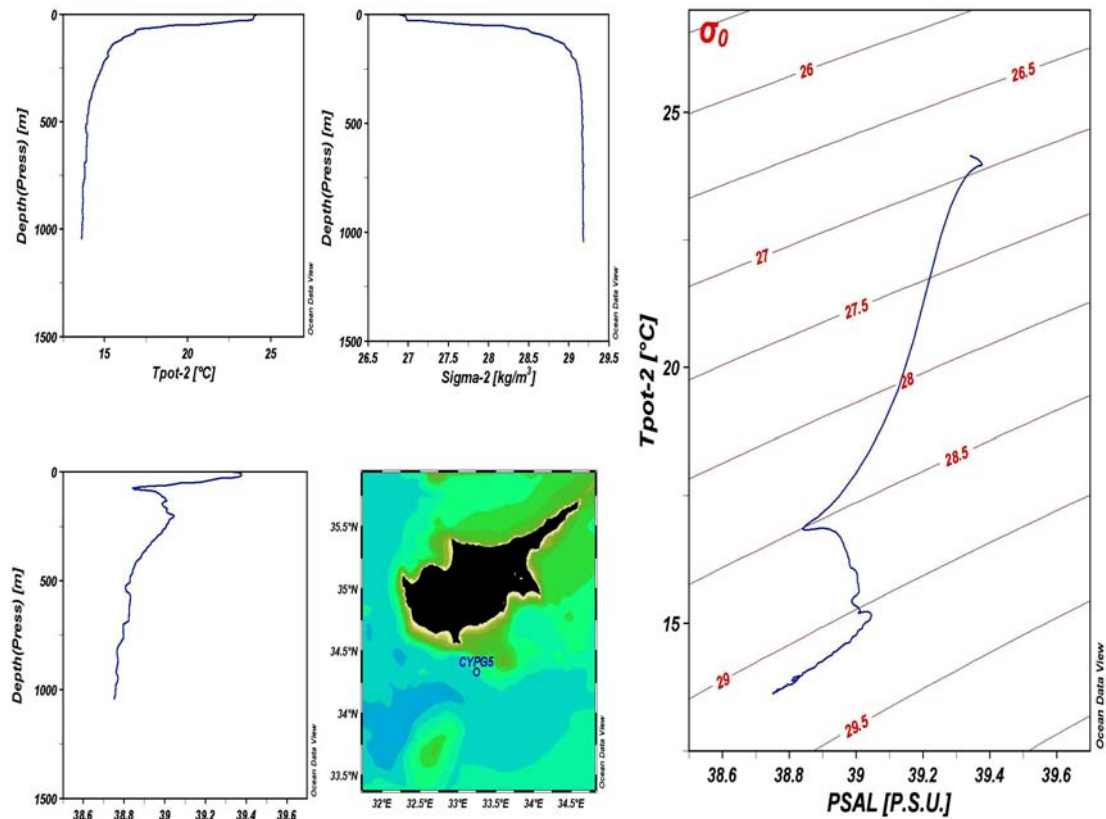 0
500
1000
1500
Depth(Press) [m]
15
20
25
Tpot-2 [°C]
Ocean Data View
0
500
1000
1500
Depth(Press) [m]
26.5
27
27.5
28
28.5
29
29.5
Sigma-2 [kg/m³]
Ocean Data View
σ0
26
26.5
27
27.5
28
28.5
29
29.5
25
20
15
Tpot-2 [°C]
38.6
38.8
39
39.2
39.4
39.6
PSAL [P.S.U.]
Ocean Data View
0
500
1000
1500
Depth(Press) [m]
38.6
38.8
39
39.2
39.4
39.6
Ocean Data View
35.5°N
35°N
34.5°N
34°N
33.5°N
CYPG5
32°E
32.5°E
33°E
33.5°E
34°E
34.5°E
Ocean Data View